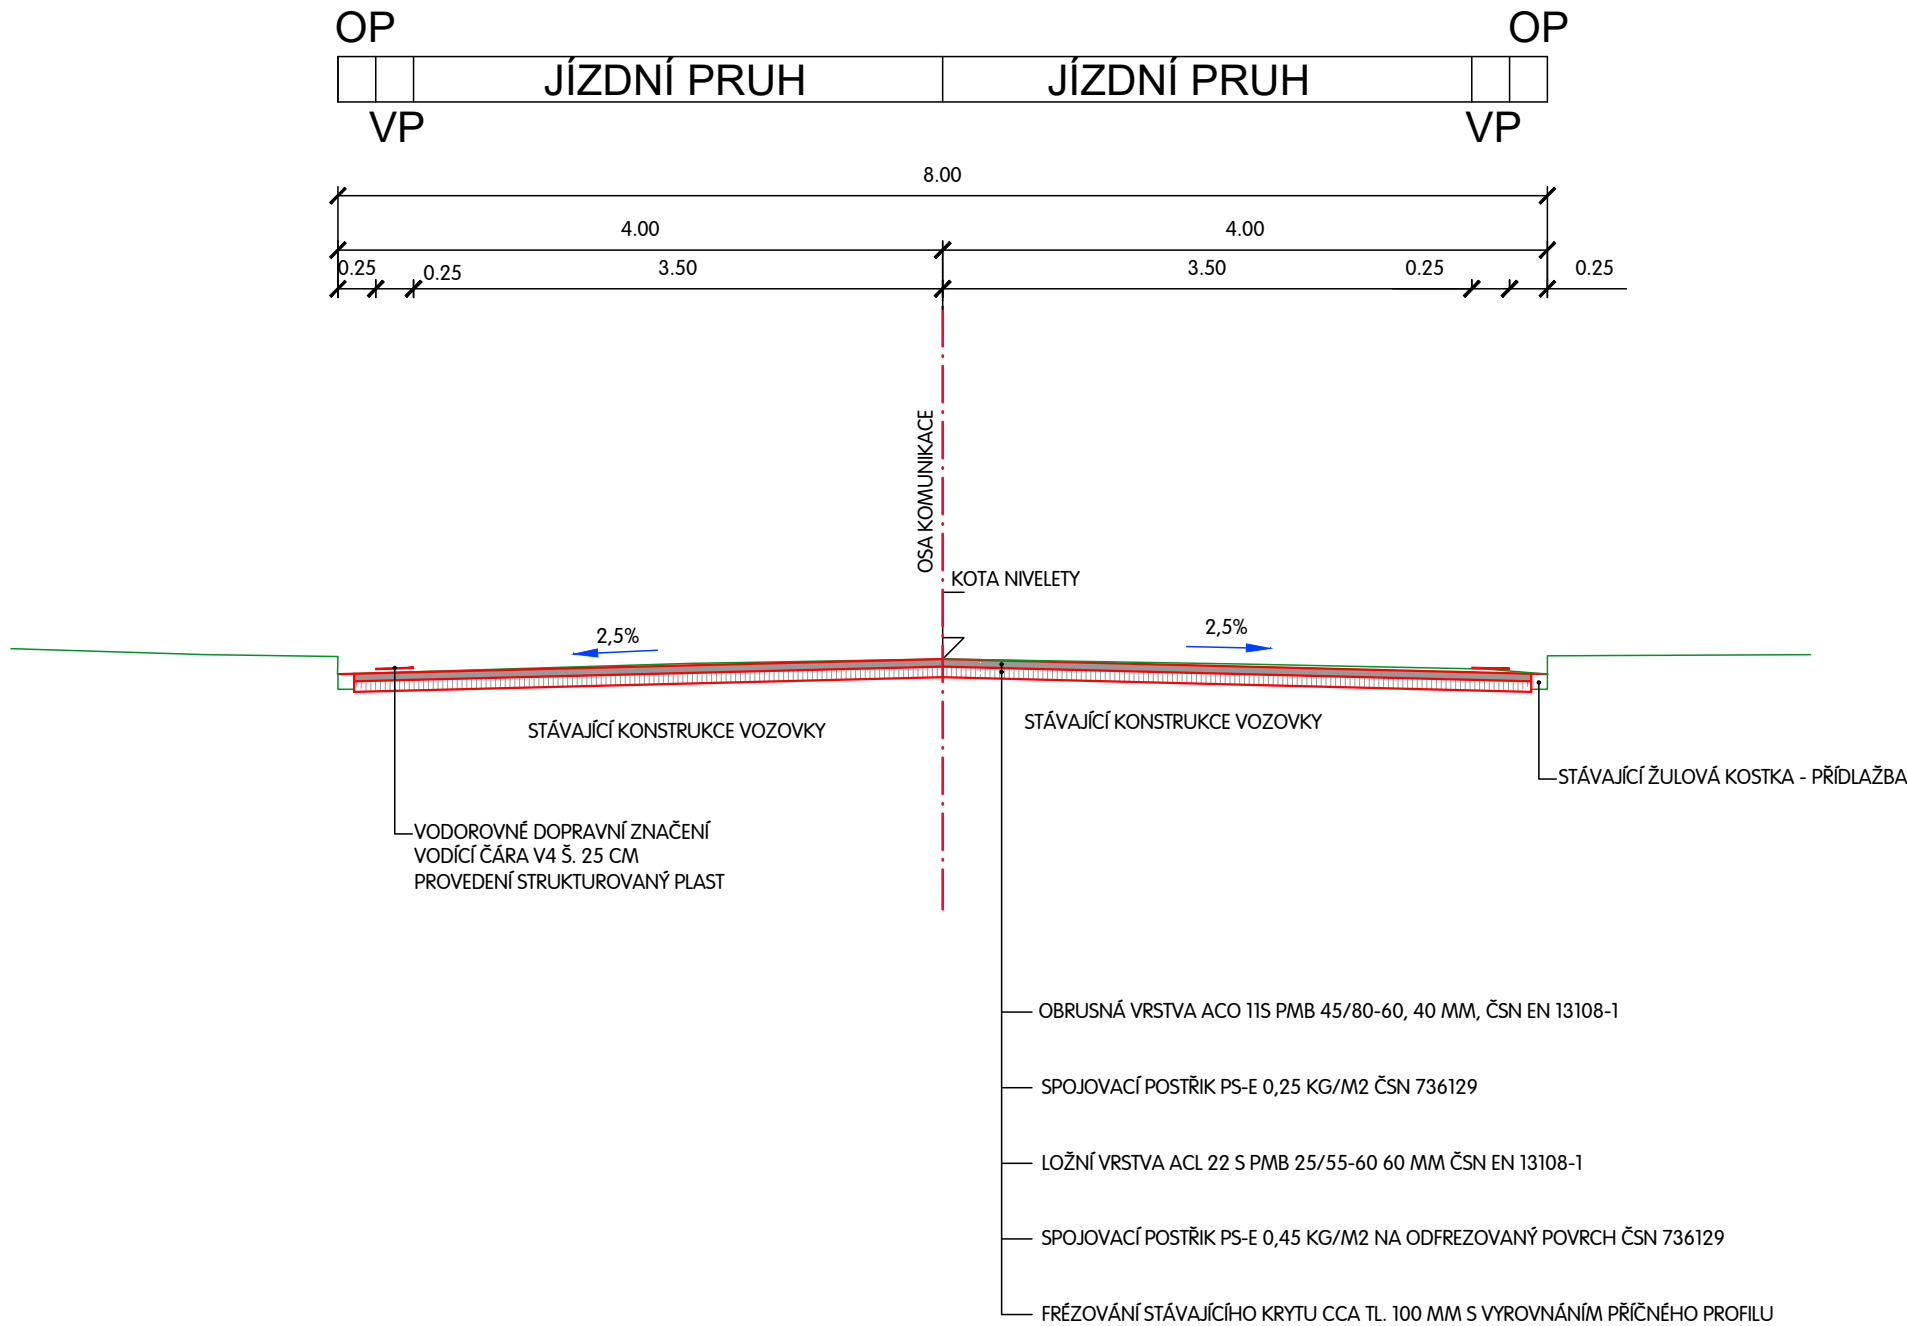 OP OP
JÍZDNÍ PRUH JÍZDNÍ PRUH
VP VP
8.00
4.00 4.00
0.25 0.25 3.50 3.50 0.25 0.25
OSA KOMUNIKACE
KOTA NIVELETY
2,5% 2,5%
STÁVAJÍCÍ KONSTRUKCE VOZOVKY STÁVAJÍCÍ KONSTRUKCE VOZOVKY
STÁVAJÍCÍ ŽULOVÁ KOSTKA - PŘÍDLAŽBA
VODOROVNÉ DOPRAVNÍ ZNAČENÍ
VODÍCÍ ČÁRA V4 Š. 25 CM
PROVEDENÍ STRUKTUROVANÝ PLAST
OBRUSNÁ VRSTVA ACO 11S PMB 45/80-60, 40 MM, ČSN EN 13108-1
SPOJOVACÍ POSTŘIK PS-E 0,25 KG/M2 ČSN 736129
LOŽNÍ VRSTVA ACL 22 S PMB 25/55-60 60 MM ČSN EN 13108-1
SPOJOVACÍ POSTŘIK PS-E 0,45 KG/M2 NA ODFREZOVANÝ POVRCH ČSN 736129
FRÉZOVÁNÍ STÁVAJÍCÍHO KRYTU CCA TL. 100 MM S VYROVNÁNÍM PŘÍČNÉHO PROFILU